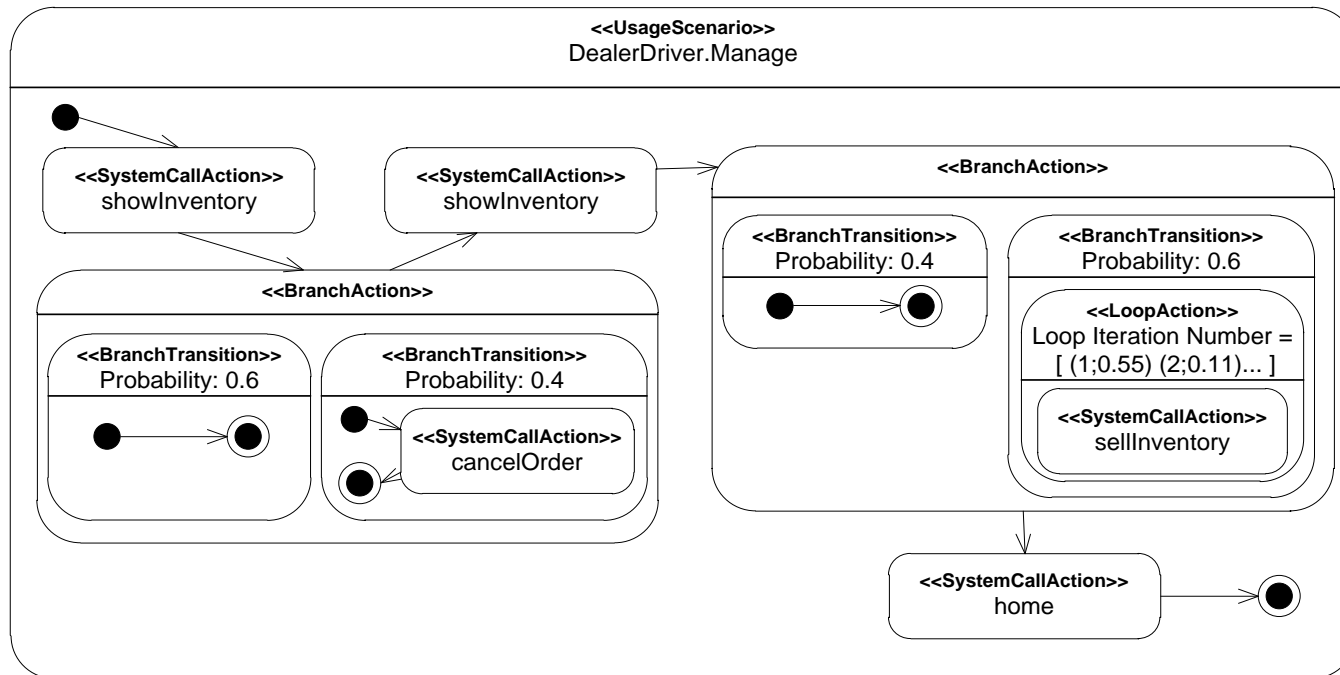 <<UsageScenario>>
DealerDriver.Manage
<<SystemCallAction>>
showInventory
<<SystemCallAction>>
showInventory
<<BranchAction>>
<<BranchTransition>>
Probability: 0.6
<<BranchTransition>>
Probability: 0.4
<<SystemCallAction>>
cancelOrder
<<BranchAction>>
<<BranchTransition>>
Probability: 0.4
<<BranchTransition>>
Probability: 0.6
<<LoopAction>>
Loop Iteration Number =
[ (1;0.55) (2;0.11)... ]
<<SystemCallAction>>
sellInventory
<<SystemCallAction>>
home